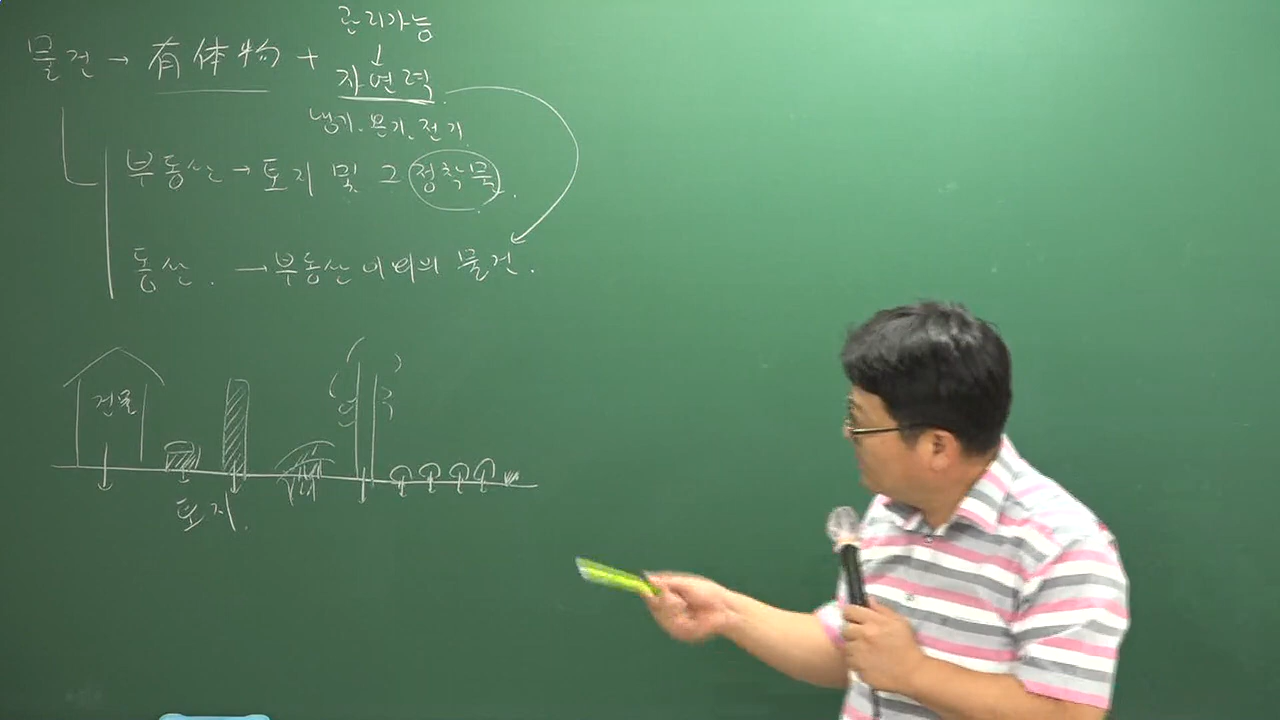 관리가능
↓
물건 → 有体物 + 자연력
냉기. 온기. 전기.
부동산 → 토지 및 그 정착물.
동산. → 부동산 이외의 물건.
건물
토지.